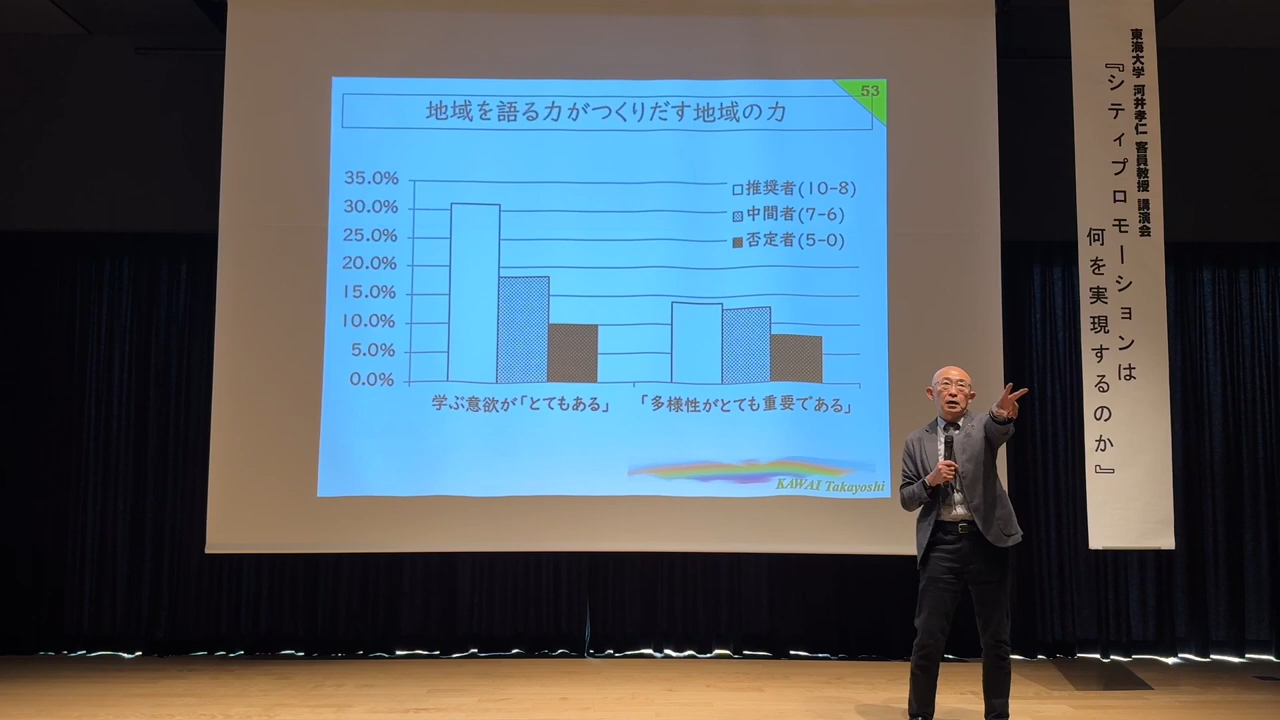 53
地域を語る力がつくりだす地域の力
35.0%
30.0%
25.0%
20.0%
15.0%
10.0%
5.0%
0.0%
推奨者(10-8)
中間者(7-6)
否定者(5-0)
学ぶ意欲が「とてもある」
「多様性がとても重要である」
KAWAI Takayoshi
東海大学 河井孝仁 客員教授 講演会
『シティプロモーションは
何を実現するのか』